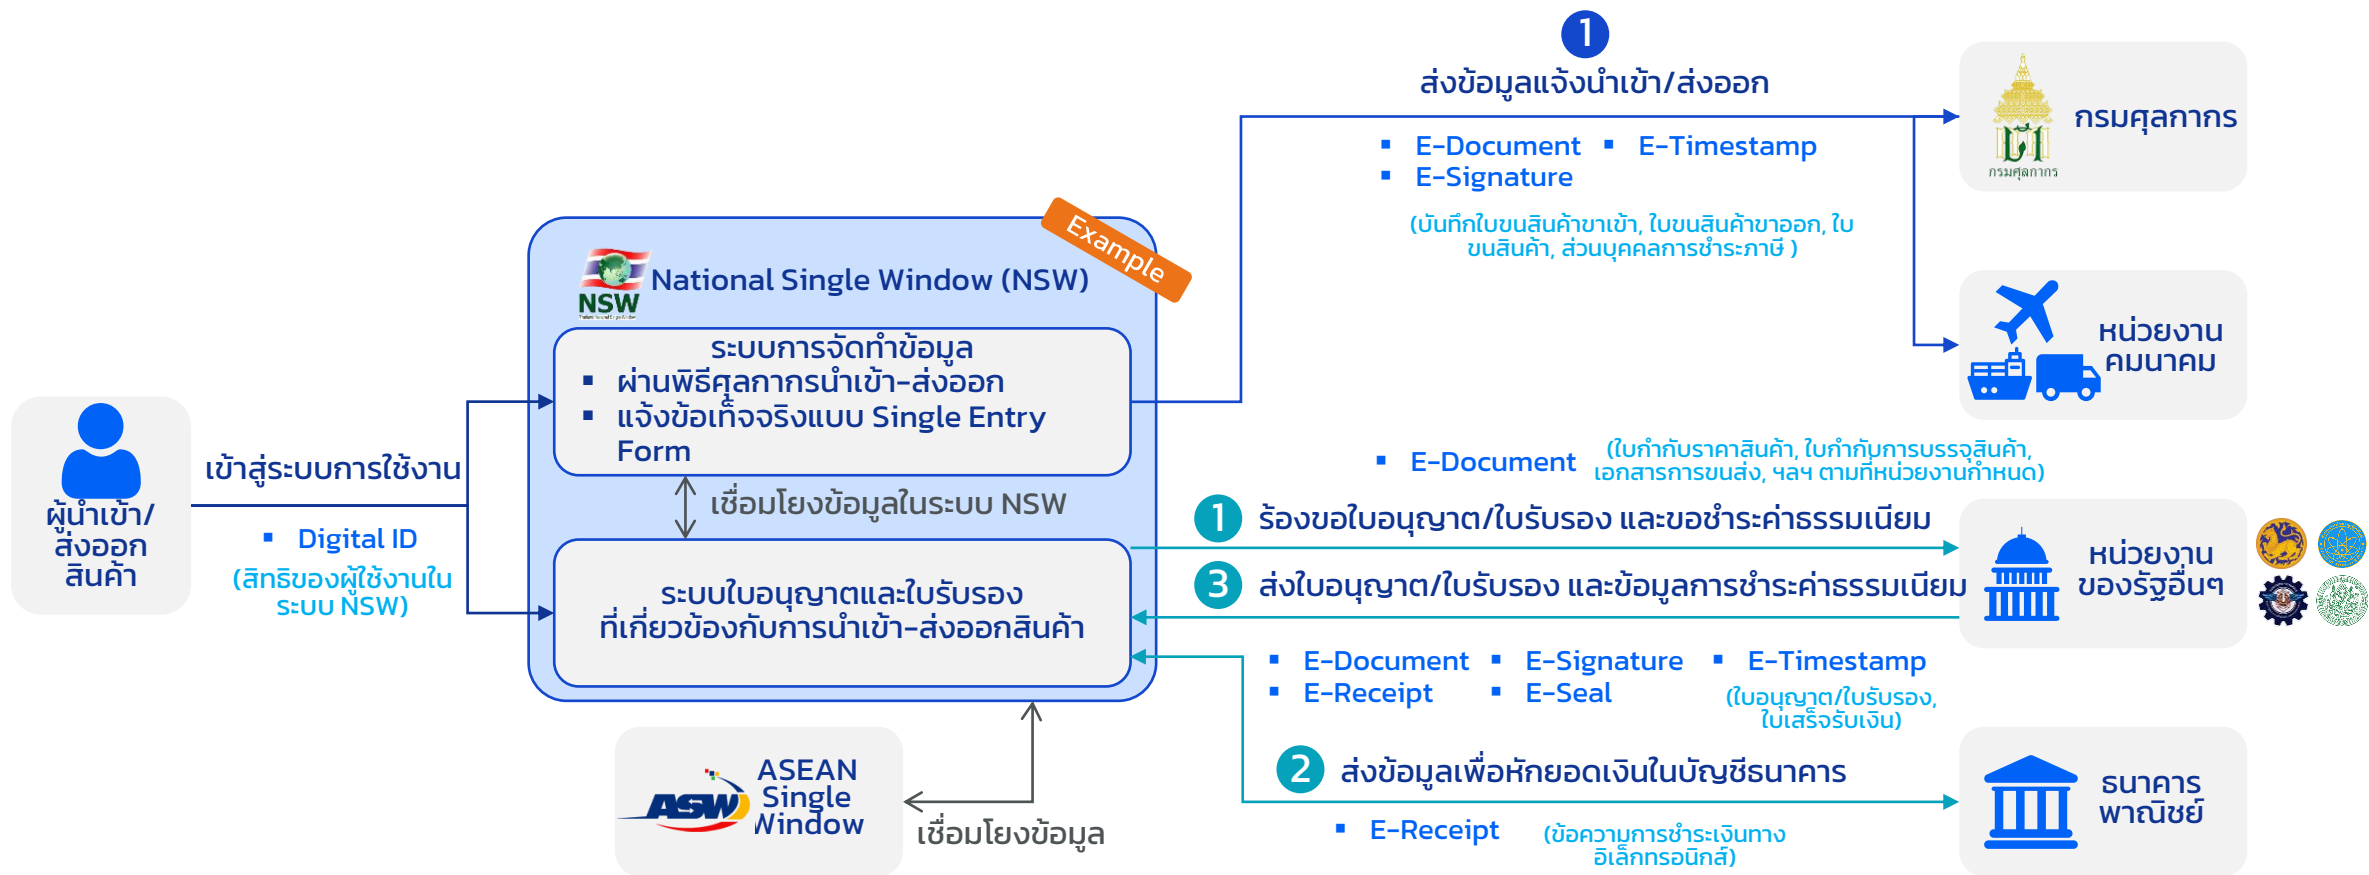 1
ส่งข้อมูลแจ้งนำเข้า/ส่งออก
▪ E-Document ▪ E-Timestamp
▪ E-Signature
(บันทึกใบขนสินค้าขาเข้า, ใบขนสินค้าขาออก, ใบ
ขนสินค้า, ส่วนบุคคลการชำระภาษี )
กรมศุลกากร
กรมศุลกากร
หน่วยงาน
คมนาคม
Example
NSW
National Single Window (NSW)
ระบบการจัดทำข้อมูล
▪ ผ่านพิธีศุลกากรนำเข้า-ส่งออก
▪ แจ้งข้อเท็จจริงแบบ Single Entry
Form
เชื่อมโยงข้อมูลในระบบ NSW
ระบบใบอนุญาตและใบรับรอง
ที่เกี่ยวข้องกับการนำเข้า-ส่งออกสินค้า
ผู้นำเข้า/
ส่งออก
สินค้า
เข้าสู่ระบบการใช้งาน
▪ Digital ID
(สิทธิของผู้ใช้งานใน
ระบบ NSW)
▪ E-Document
(ใบกำกับราคาสินค้า, ใบกำกับการบรรจุสินค้า,
เอกสารการขนส่ง, ฯลฯ ตามที่หน่วยงานกำหนด)
1 ร้องขอใบอนุญาต/ใบรับรอง และขอชำระค่าธรรมเนียม
3 ส่งใบอนุญาต/ใบรับรอง และข้อมูลการชำระค่าธรรมเนียม
หน่วยงาน
ของรัฐอื่นๆ
▪ E-Document ▪ E-Signature ▪ E-Timestamp
▪ E-Receipt ▪ E-Seal
(ใบอนุญาต/ใบรับรอง,
ใบเสร็จรับเงิน)
2 ส่งข้อมูลเพื่อหักยอดเงินในบัญชีธนาคาร
▪ E-Receipt
(ข้อความการชำระเงินทาง
อิเล็กทรอนิกส์)
ธนาคาร
พาณิชย์
ASW
ASEAN
Single
Window
เชื่อมโยงข้อมูล